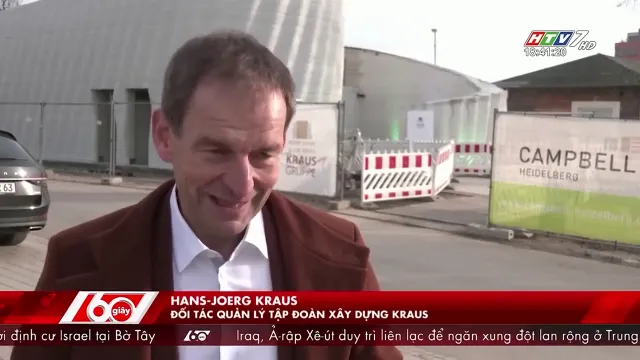 HTV7 HD
18:41:20
KRAUS
GRUPPE
CAMPBELL
HEIDELBERG
63
60 giây
HANS-JOERG KRAUS
ĐỐI TÁC QUẢN LÝ TẬP ĐOÀN XÂY DỰNG KRAUS
định cư Israel tại Bờ Tây Iraq, Ả-rập Xê-út duy trì liên lạc để ngăn xung đột lan rộng ở Trung